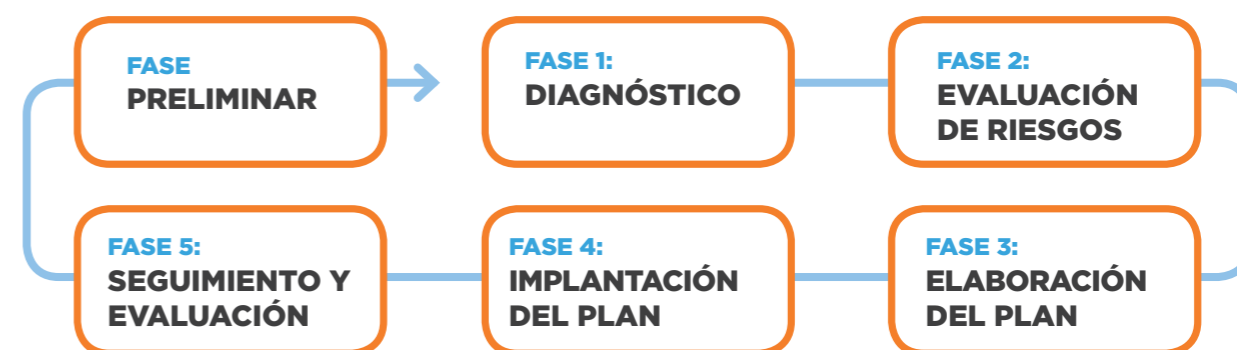 FASE
PRELIMINAR
FASE 1:
DIAGNÓSTICO
FASE 2:
EVALUACIÓN
DE RIESGOS
FASE 5:
SEGUIMIENTO Y
EVALUACIÓN
FASE 4:
IMPLANTACIÓN
DEL PLAN
FASE 3:
ELABORACIÓN
DEL PLAN